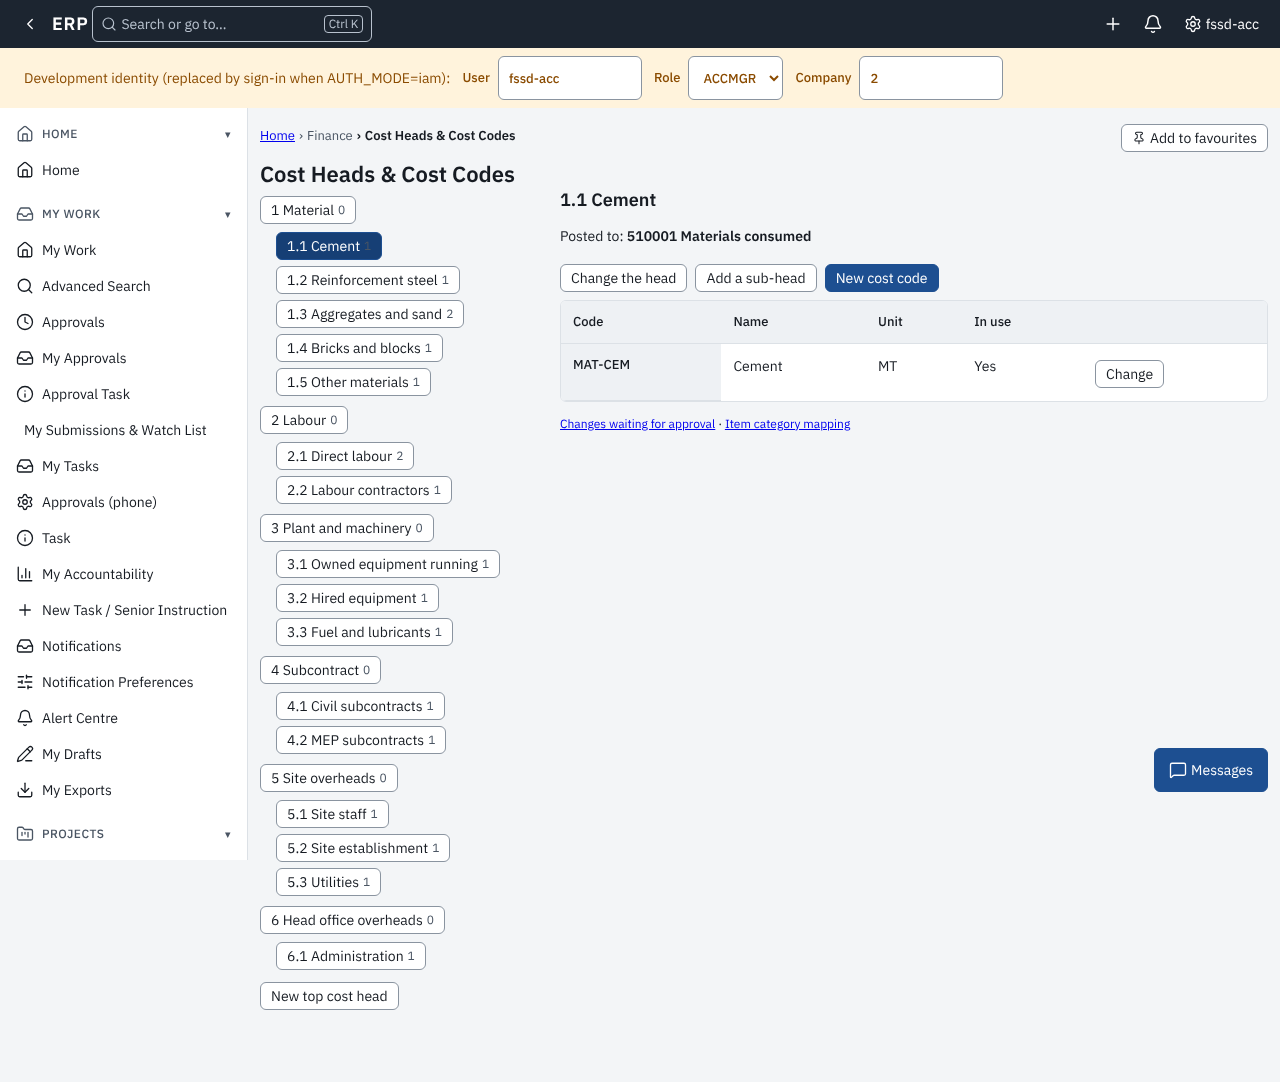 ERP
Search or go to...
Ctrl K
fssd-acc
Development identity (replaced by sign-in when AUTH_MODE=iam): User fssd-acc Role ACCMGR Company 2
HOME
Home
MY WORK
My Work
Advanced Search
Approvals
My Approvals
Approval Task
My Submissions & Watch List
My Tasks
Approvals (phone)
Task
My Accountability
New Task / Senior Instruction
Notifications
Notification Preferences
Alert Centre
My Drafts
My Exports
PROJECTS
Home › Finance › Cost Heads & Cost Codes
Add to favourites
Cost Heads & Cost Codes
1 Material 0
1.1 Cement 1
1.2 Reinforcement steel 1
1.3 Aggregates and sand 2
1.4 Bricks and blocks 1
1.5 Other materials 1
2 Labour 0
2.1 Direct labour 2
2.2 Labour contractors 1
3 Plant and machinery 0
3.1 Owned equipment running 1
3.2 Hired equipment 1
3.3 Fuel and lubricants 1
4 Subcontract 0
4.1 Civil subcontracts 1
4.2 MEP subcontracts 1
5 Site overheads 0
5.1 Site staff 1
5.2 Site establishment 1
5.3 Utilities 1
6 Head office overheads 0
6.1 Administration 1
New top cost head
1.1 Cement
Posted to: 510001 Materials consumed
Change the head
Add a sub-head
New cost code
Code Name Unit In use
MAT-CEM Cement MT Yes Change
Changes waiting for approval · Item category mapping
Messages